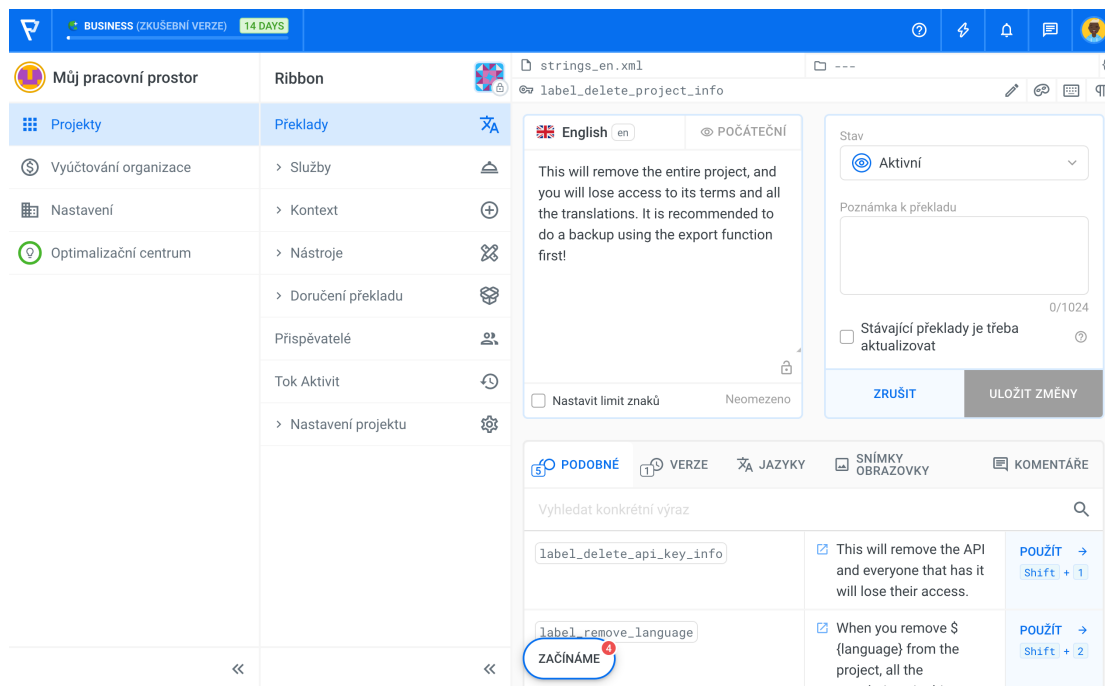 BUSINESS (ZKUŠEBNÍ VERZE) 14 DAYS
Můj pracovní prostor
Projekty
Vyúčtování organizace
Nastavení
Optimalizační centrum
Ribbon
Překlady
Služby
Kontext
Nástroje
Doručení překladu
Přispěvatelé
Tok Aktivit
Nastavení projektu
strings_en.xml
---
label_delete_project_info
English en
POČÁTEČNÍ
This will remove the entire project, and
you will lose access to its terms and all
the translations. It is recommended to
do a backup using the export function
first!
Nastavit limit znaků
Neomezeno
Stav
Aktivní
Poznámka k překladu
0/1024
Stávající překlady je třeba
aktualizovat
ZRUŠIT
ULOŽIT ZMĚNY
5 PODOBNÉ
1 VERZE
JAZYKY
SNÍMKY
OBRAZOVKY
KOMENTÁŘE
Vyhledat konkrétní výraz
label_delete_api_key_info
This will remove the API
and everyone that has it
will lose their access.
POUŽÍT →
Shift + 1
label_remove_language
When you remove $
{language} from the
project, all the
POUŽÍT →
Shift + 2
ZAČÍNÁME
4